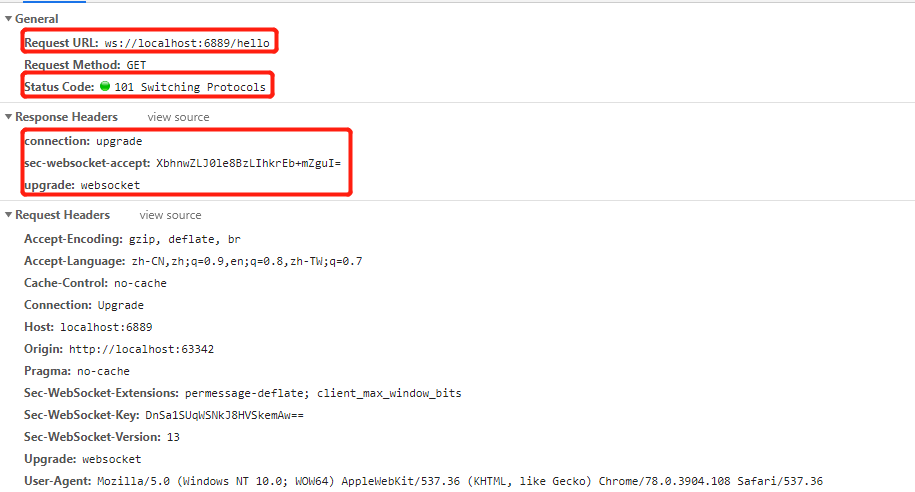 General
Request URL: ws://localhost:6889/hello
Request Method: GET
Status Code: 101 Switching Protocols
Response Headers view source
connection: upgrade
sec-websocket-accept: XbhnwZLJ0le8BzLIhkrEb+mZguI=
upgrade: websocket
Request Headers view source
Accept-Encoding: gzip, deflate, br
Accept-Language: zh-CN,zh;q=0.9,en;q=0.8,zh-TW;q=0.7
Cache-Control: no-cache
Connection: Upgrade
Host: localhost:6889
Origin: http://localhost:63342
Pragma: no-cache
Sec-WebSocket-Extensions: permessage-deflate; client_max_window_bits
Sec-WebSocket-Key: DnSa1SUqWSNkJ8HVSkemAw==
Sec-WebSocket-Version: 13
Upgrade: websocket
User-Agent: Mozilla/5.0 (Windows NT 10.0; WOW64) AppleWebKit/537.36 (KHTML, like Gecko) Chrome/78.0.3904.108 Safari/537.36